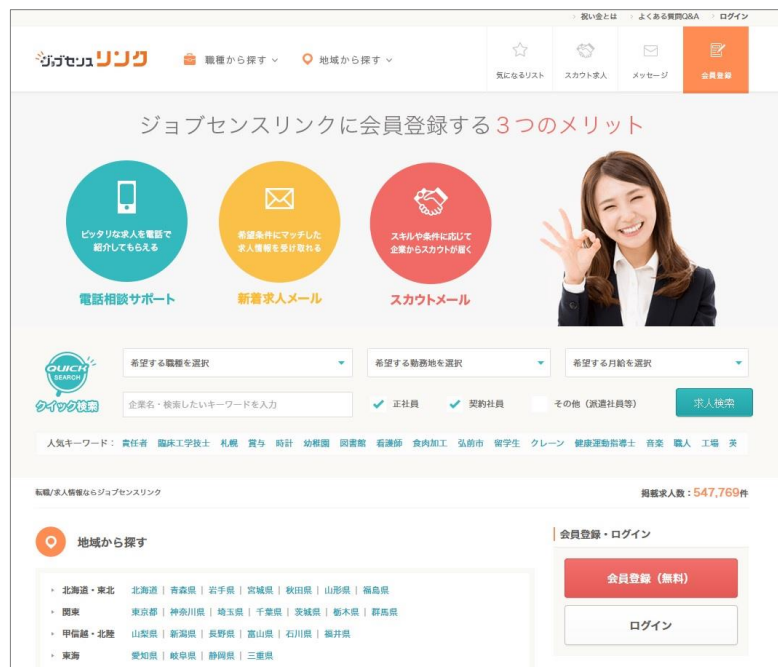 祝い金とは よくある質問Q&A ログイン
ジョブセンスリンク
職種から探す 地域から探す
気になるリスト スカウト求人 メッセージ 会員登録
ジョブセンスリンクに会員登録する3つのメリット
ピッタリな求人を電話で
紹介してもらえる
電話相談サポート
希望条件にマッチした
求人情報を受け取れる
新着求人メール
スキルや条件に応じて
企業からスカウトが届く
スカウトメール
QUICK
SEARCH
クイック検索
希望する職種を選択 希望する勤務地を選択 希望する月給を選択
企業名・検索したいキーワードを入力 正社員 契約社員 その他(派遣社員等) 求人検索
人気キーワード: 責任者 臨床工学技士 札幌 賞与 時計 幼稚園 図書館 看護師 食肉加工 弘前市 留学生 クレーン 健康運動指導士 音楽 職人 工場 英
転職/求人情報ならジョブセンスリンク 掲載求人数:547,769件
地域から探す
北海道・東北 北海道 | 青森県 | 岩手県 | 宮城県 | 秋田県 | 山形県 | 福島県
関東 東京都 | 神奈川県 | 埼玉県 | 千葉県 | 茨城県 | 栃木県 | 群馬県
甲信越・北陸 山梨県 | 新潟県 | 長野県 | 富山県 | 石川県 | 福井県
東海 愛知県 | 岐阜県 | 静岡県 | 三重県
会員登録・ログイン
会員登録(無料)
ログイン